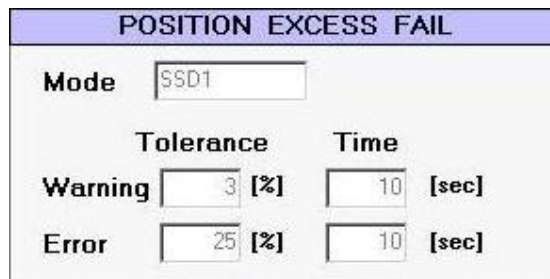 POSITION EXCESS FAIL
Mode SSD1
Tolerance Time
Warning 3 [%] 10 [sec]
Error 25 [%] 10 [sec]